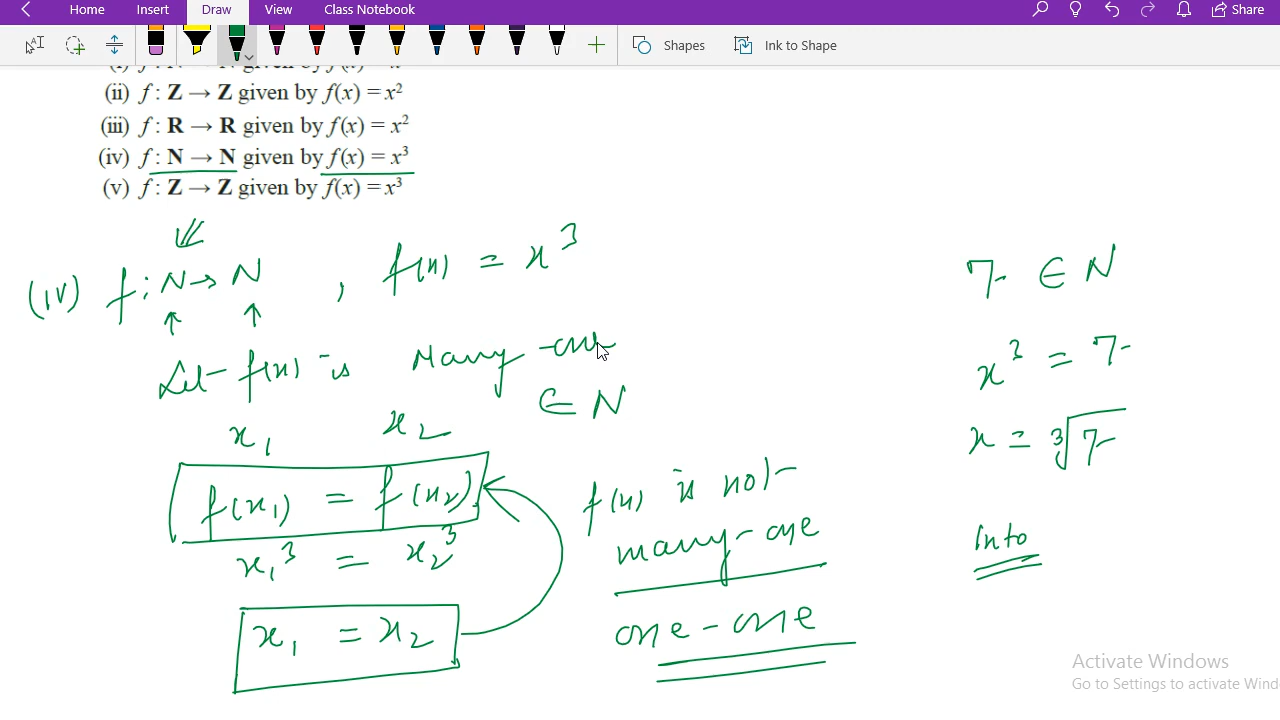 Home Insert Draw View Class Notebook Share
Shapes Ink to Shape
(ii) f : Z → Z given by f(x) = x²
(iii) f : R → R given by f(x) = x²
(iv) f : N → N given by f(x) = x³
(v) f : Z → Z given by f(x) = x³
(iv) f : N → N , f(x) = x³
Let f(x) is Many-one
x₁ x₂ ∈ N
f(x₁) = f(x₂)
x₁³ = x₂³
x₁ = x₂
f(x) is not
many-one
one-one
7 ∈ N
x³ = 7
x = ³√7
Into
Activate Windows
Go to Settings to activate Wind